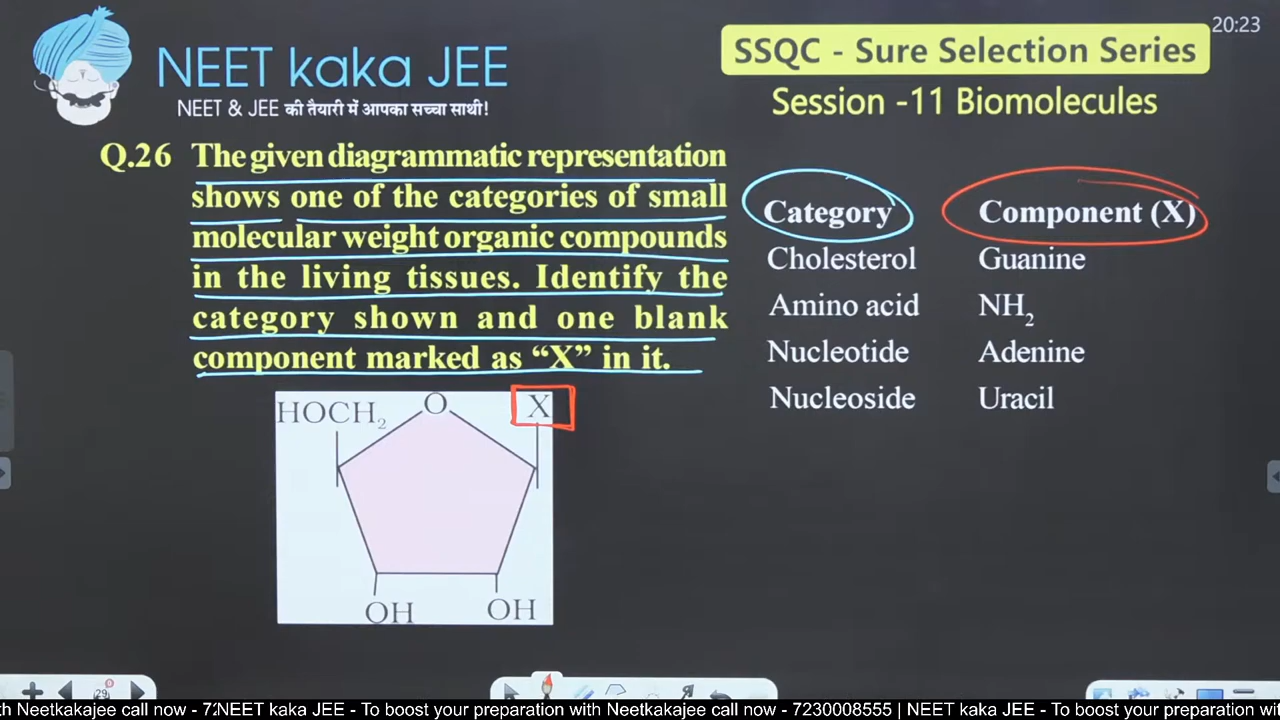 20:23
NEET kaka JEE
NEET & JEE की तैयारी में आपका सच्चा साथी!
SSQC - Sure Selection Series
Session -11 Biomolecules
Q.26 The given diagrammatic representation
shows one of the categories of small
molecular weight organic compounds
in the living tissues. Identify the
category shown and one blank
component marked as “X” in it.
Category Component (X)
Cholesterol Guanine
Amino acid NH₂
Nucleotide Adenine
Nucleoside Uracil
HOCH₂ O X
OH OH
29
h Neetkakajee call now - 72NEET kaka JEE - To boost your preparation with Neetkakajee call now - 7230008555 | NEET kaka JEE - To boost your preparation wi